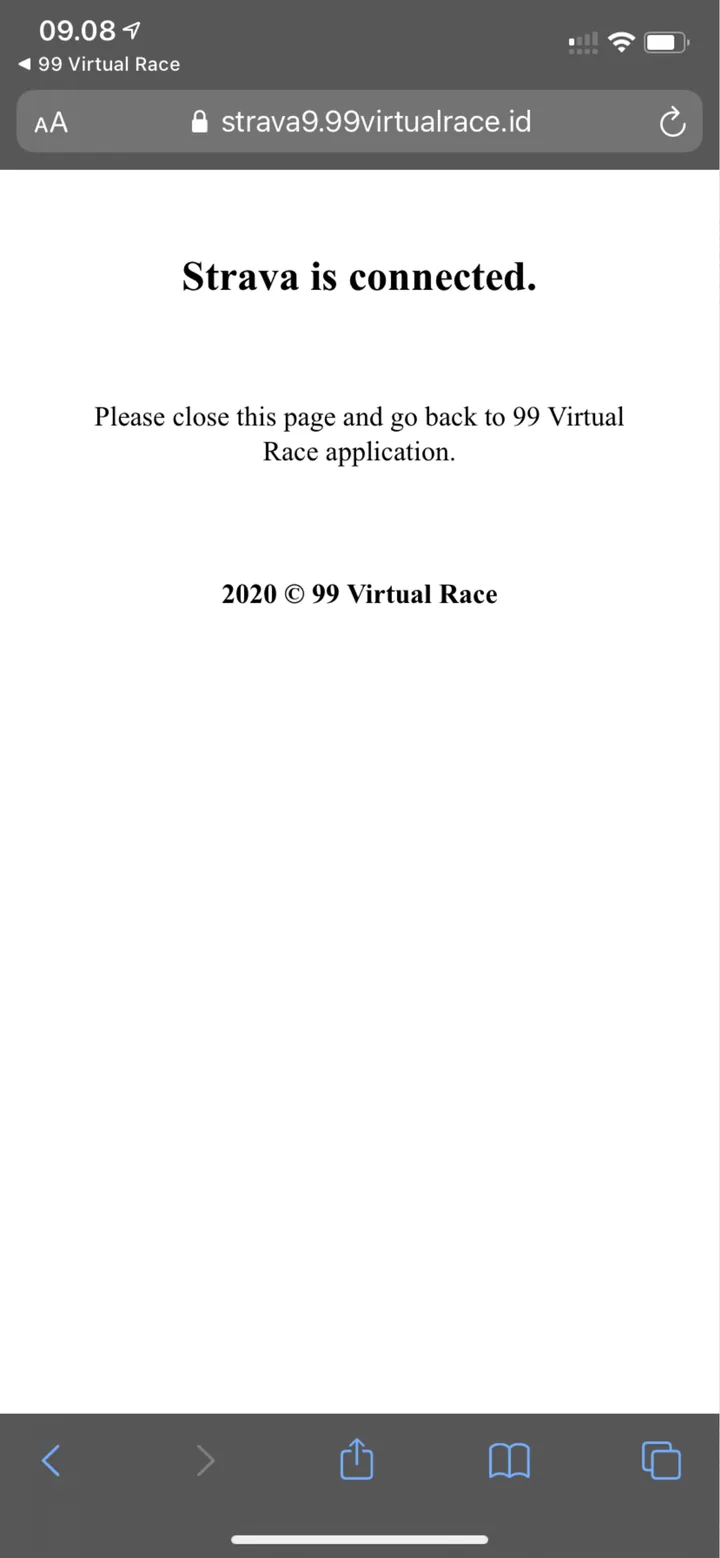 09.08
◀ 99 Virtual Race
AA strava9.99virtualrace.id
Strava is connected.
Please close this page and go back to 99 Virtual
Race application.
2020 © 99 Virtual Race